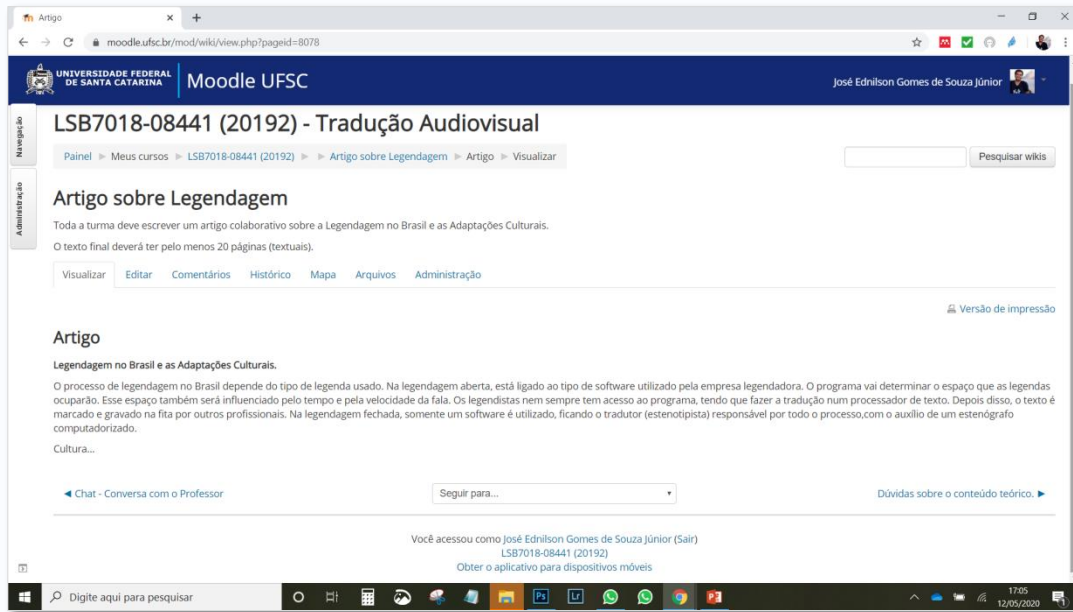 Artigo
moodle.ufsc.br/mod/wiki/view.php?pageid=8078
UNIVERSIDADE FEDERAL
DE SANTA CATARINA
Moodle UFSC
José Ednilson Gomes de Souza Júnior
Navegação
Administração
LSB7018-08441 (20192) - Tradução Audiovisual
Painel ► Meus cursos ► LSB7018-08441 (20192) ► ► Artigo sobre Legendagem ► Artigo ► Visualizar
Pesquisar wikis
Artigo sobre Legendagem
Toda a turma deve escrever um artigo colaborativo sobre a Legendagem no Brasil e as Adaptações Culturais.
O texto final deverá ter pelo menos 20 páginas (textuais).
Visualizar Editar Comentários Histórico Mapa Arquivos Administração
Versão de impressão
Artigo
Legendagem no Brasil e as Adaptações Culturais.
O processo de legendagem no Brasil depende do tipo de legenda usado. Na legendagem aberta, está ligado ao tipo de software utilizado pela empresa legendadora. O programa vai determinar o espaço que as legendas
ocuparão. Esse espaço também será influenciado pelo tempo e pela velocidade da fala. Os legendistas nem sempre tem acesso ao programa, tendo que fazer a tradução num processador de texto. Depois disso, o texto é
marcado e gravado na fita por outros profissionais. Na legendagem fechada, somente um software é utilizado, ficando o tradutor (estenotipista) responsável por todo o processo,com o auxílio de um estenógrafo
computadorizado.
Cultura...
◄ Chat - Conversa com o Professor
Seguir para...
Dúvidas sobre o conteúdo teórico. ►
Você acessou como José Ednilson Gomes de Souza Júnior (Sair)
LSB7018-08441 (20192)
Obter o aplicativo para dispositivos móveis
Digite aqui para pesquisar
Ps
Lr
17:05
12/05/2020